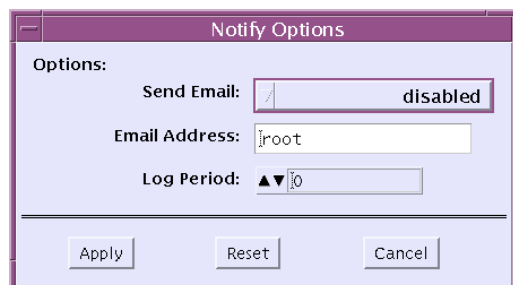 Notify Options
Options:
Send Email: disabled
Email Address: root
Log Period: 0
Apply Reset Cancel